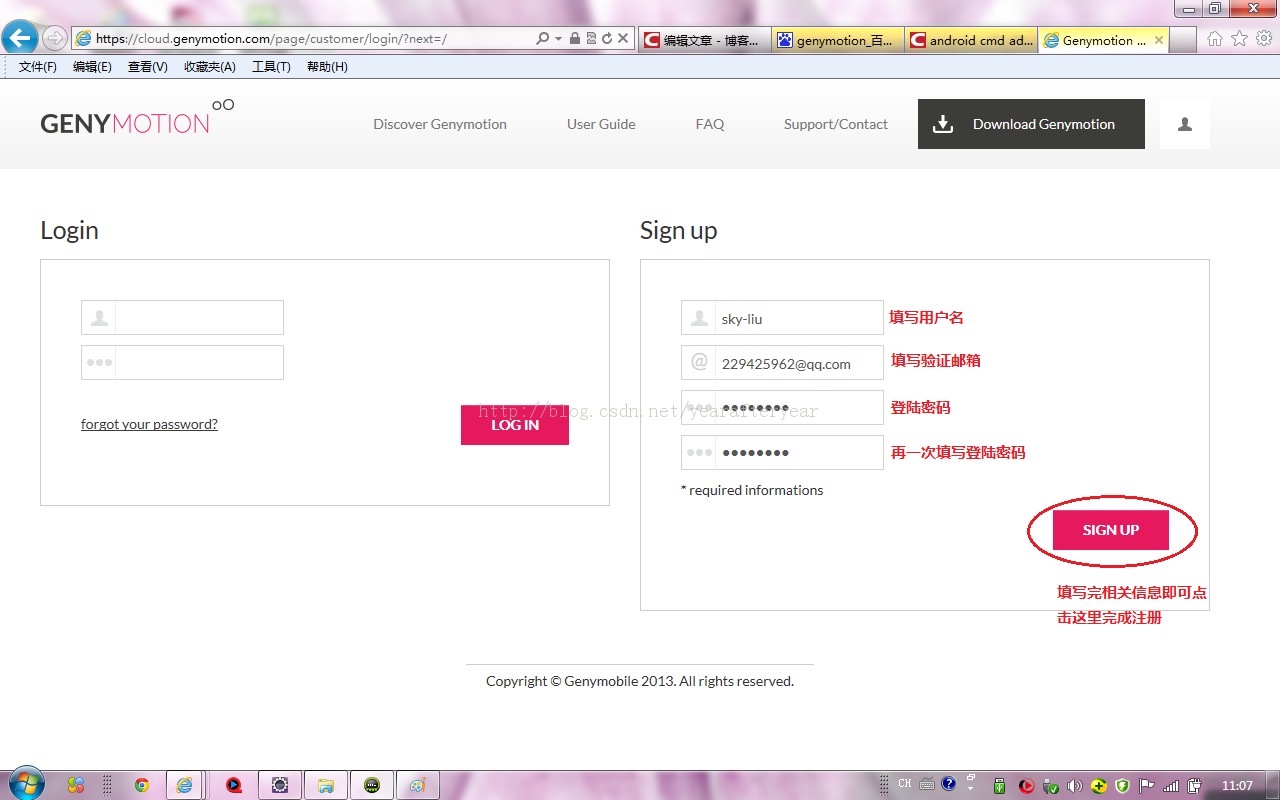 https://cloud.genymotion.com/page/customer/login/?next=/
编辑文章 - 博客...
genymotion_百...
android cmd ad...
Genymotion ...
文件(F) 编辑(E) 查看(V) 收藏夹(A) 工具(T) 帮助(H)
GENYMOTION
Discover Genymotion
User Guide
FAQ
Support/Contact
Download Genymotion
Login
Sign up
forgot your password?
LOG IN
sky-liu
填写用户名
229425962@qq.com
填写验证邮箱
登陆密码
再一次填写登陆密码
http://blog.csdn.net/yearafteryear
* required informations
SIGN UP
填写完相关信息即可点
击这里完成注册
Copyright © Genymobile 2013. All rights reserved.
CH
11:07